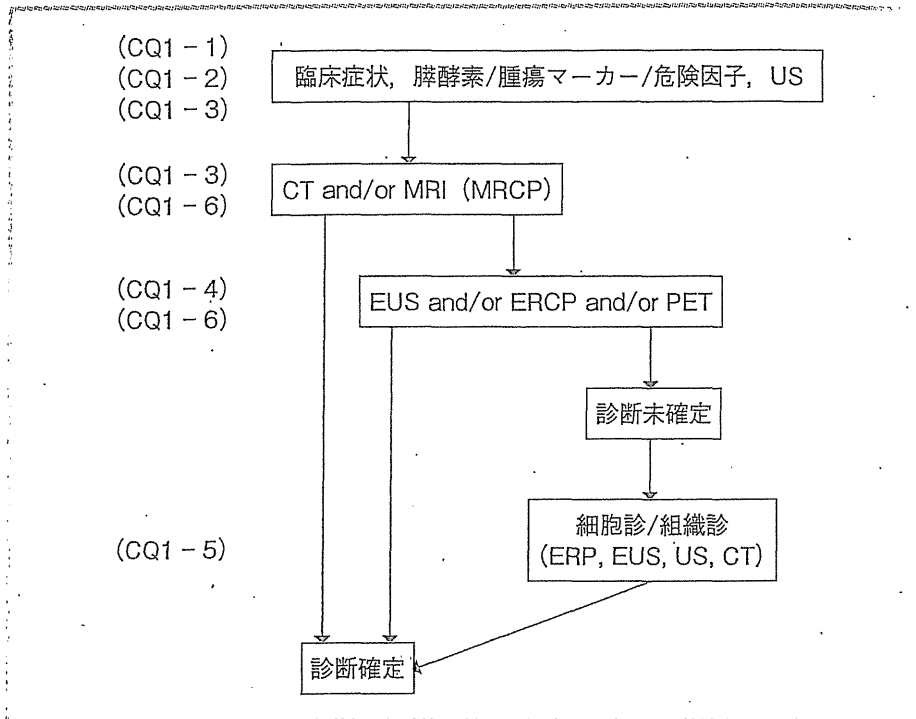 (CQ1－1)
(CQ1－2)
(CQ1－3)
臨床症状，膵酵素/腫瘍マーカー/危険因子，US
(CQ1－3)
(CQ1－6)
CT and/or MRI（MRCP）
(CQ1－4)
(CQ1－6)
EUS and/or ERCP and/or PET
診断未確定
(CQ1－5)
細胞診/組織診
(ERP, EUS, US, CT)
診断確定